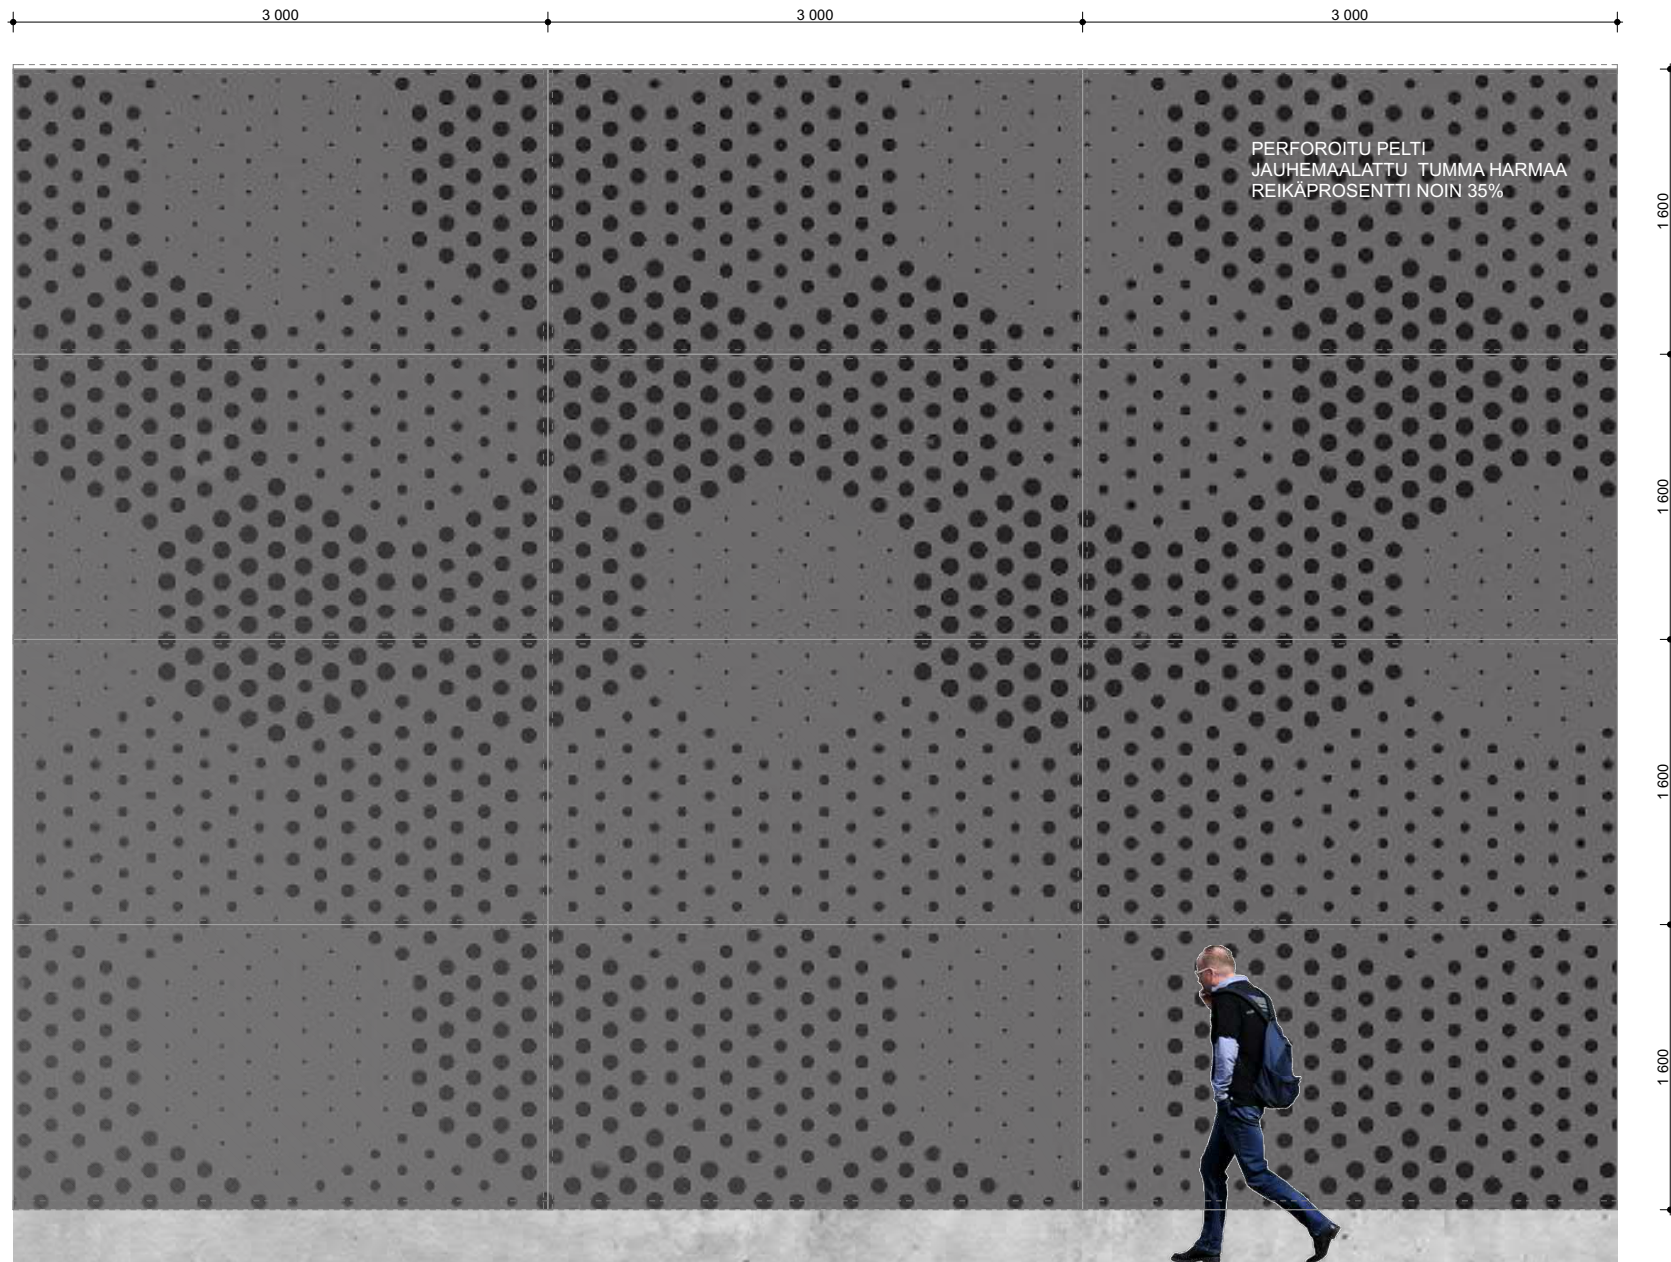 3 000
3 000
3 000
PERFOROITU PELTI
JAUHEMAALATTU TUMMA HARMAA
REIKÄPROSENTTI NOIN 35%
1 600
1 600
1 600
1 600